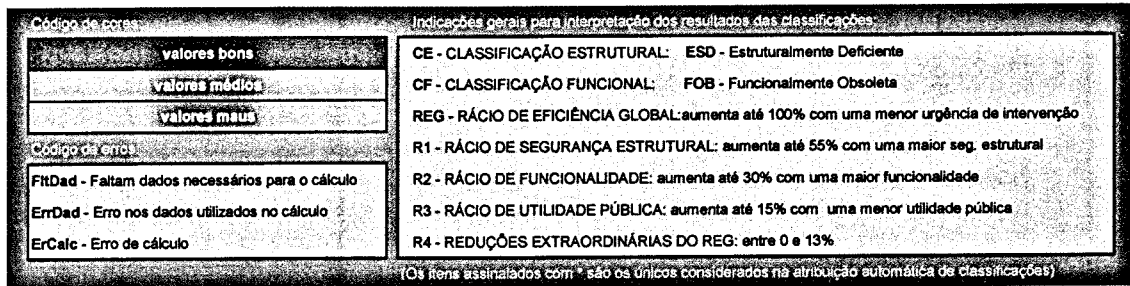 Código de cores:
valores bons
valores médios
valores maus
Código de erros:
FltDad - Faltam dados necessários para o cálculo
ErrDad - Erro nos dados utilizados no cálculo
ErCalc - Erro de cálculo
Indicações gerais para interpretação dos resultados das classificações:
CE - CLASSIFICAÇÃO ESTRUTURAL: ESD - Estruturalmente Deficiente
CF - CLASSIFICAÇÃO FUNCIONAL: FOB - Funcionalmente Obsoleta
REG - RÁCIO DE EFICIÊNCIA GLOBAL:aumenta até 100% com uma menor urgência de intervenção
R1 - RÁCIO DE SEGURANÇA ESTRUTURAL: aumenta até 55% com uma maior seg. estrutural
R2 - RÁCIO DE FUNCIONALIDADE: aumenta até 30% com uma maior funcionalidade
R3 - RÁCIO DE UTILIDADE PÚBLICA: aumenta até 15% com uma menor utilidade pública
R4 - REDUÇÕES EXTRAORDINÁRIAS DO REG: entre 0 e 13%
(Os itens assinalados com * são os únicos considerados na atribuição automática de classificações)